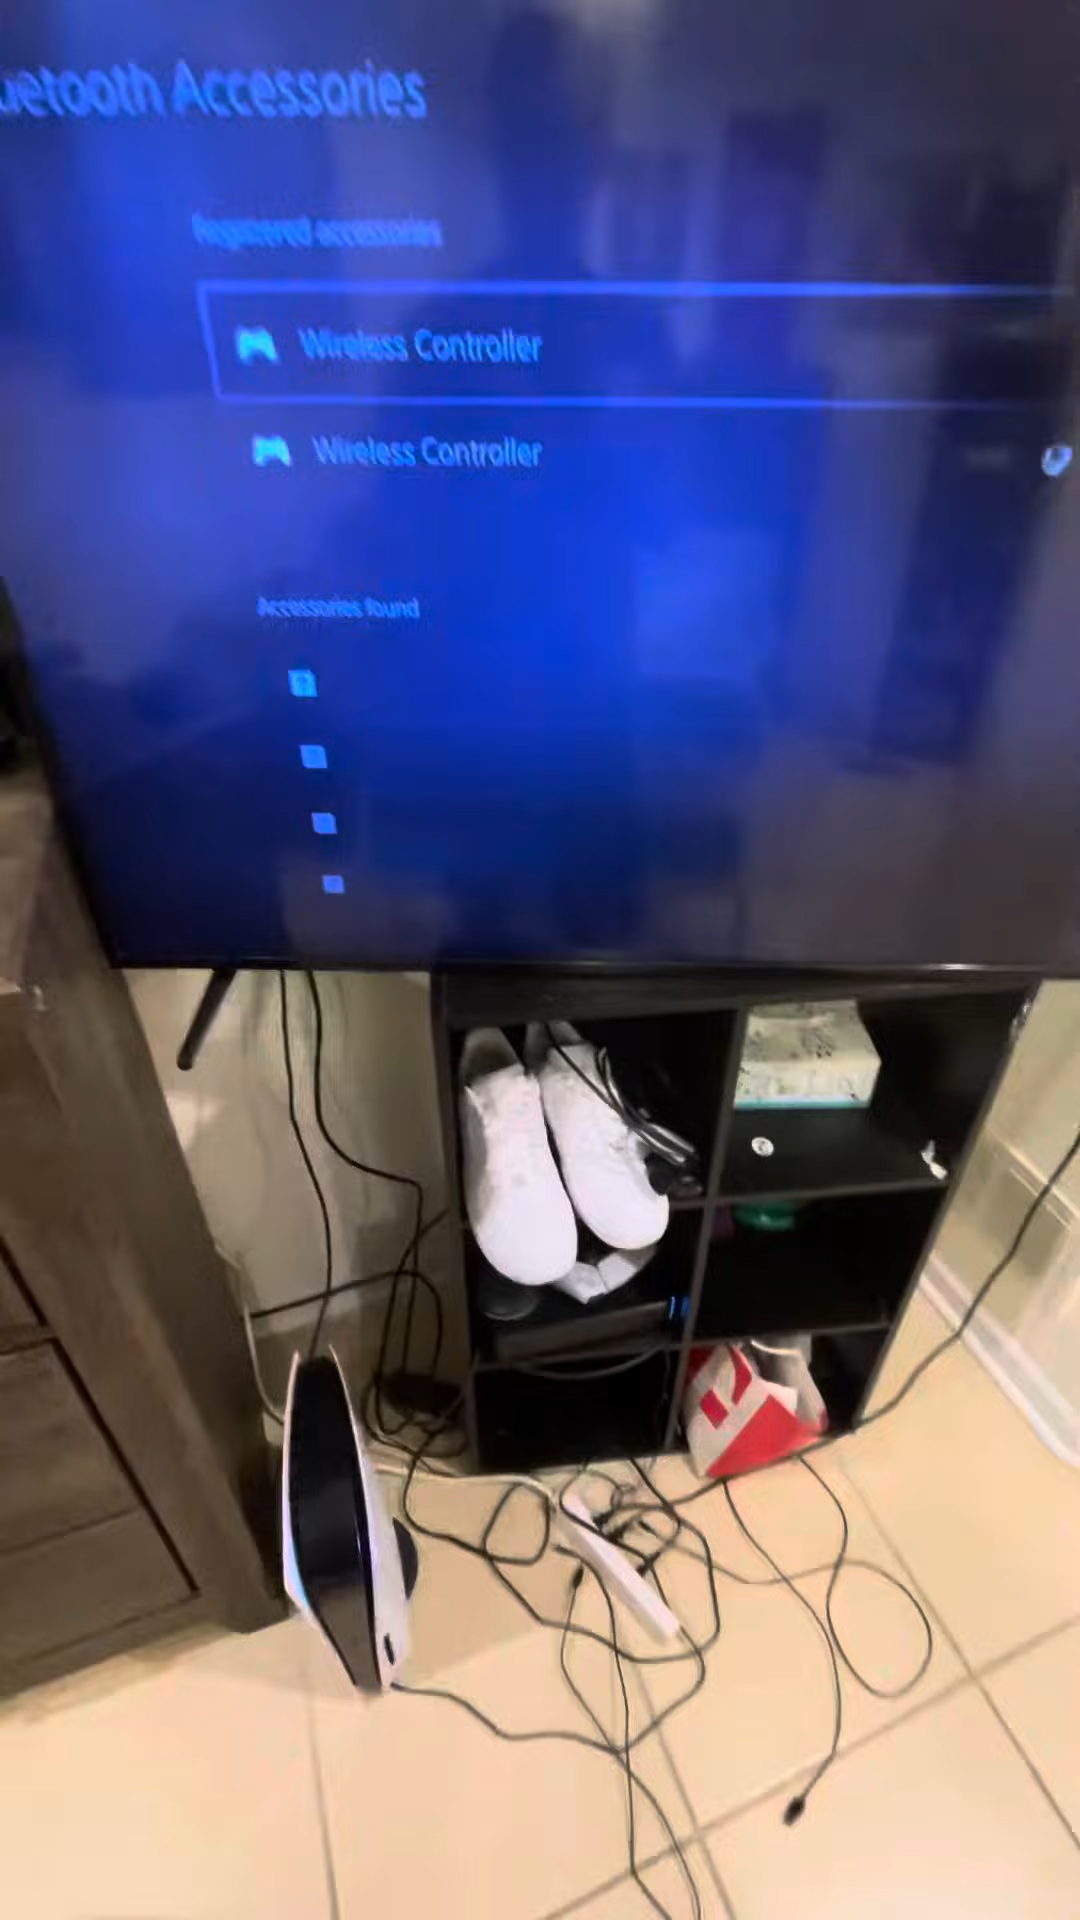 uetooth Accessories
Registered accessories
Wireless Controller
Wireless Controller
Accessories found